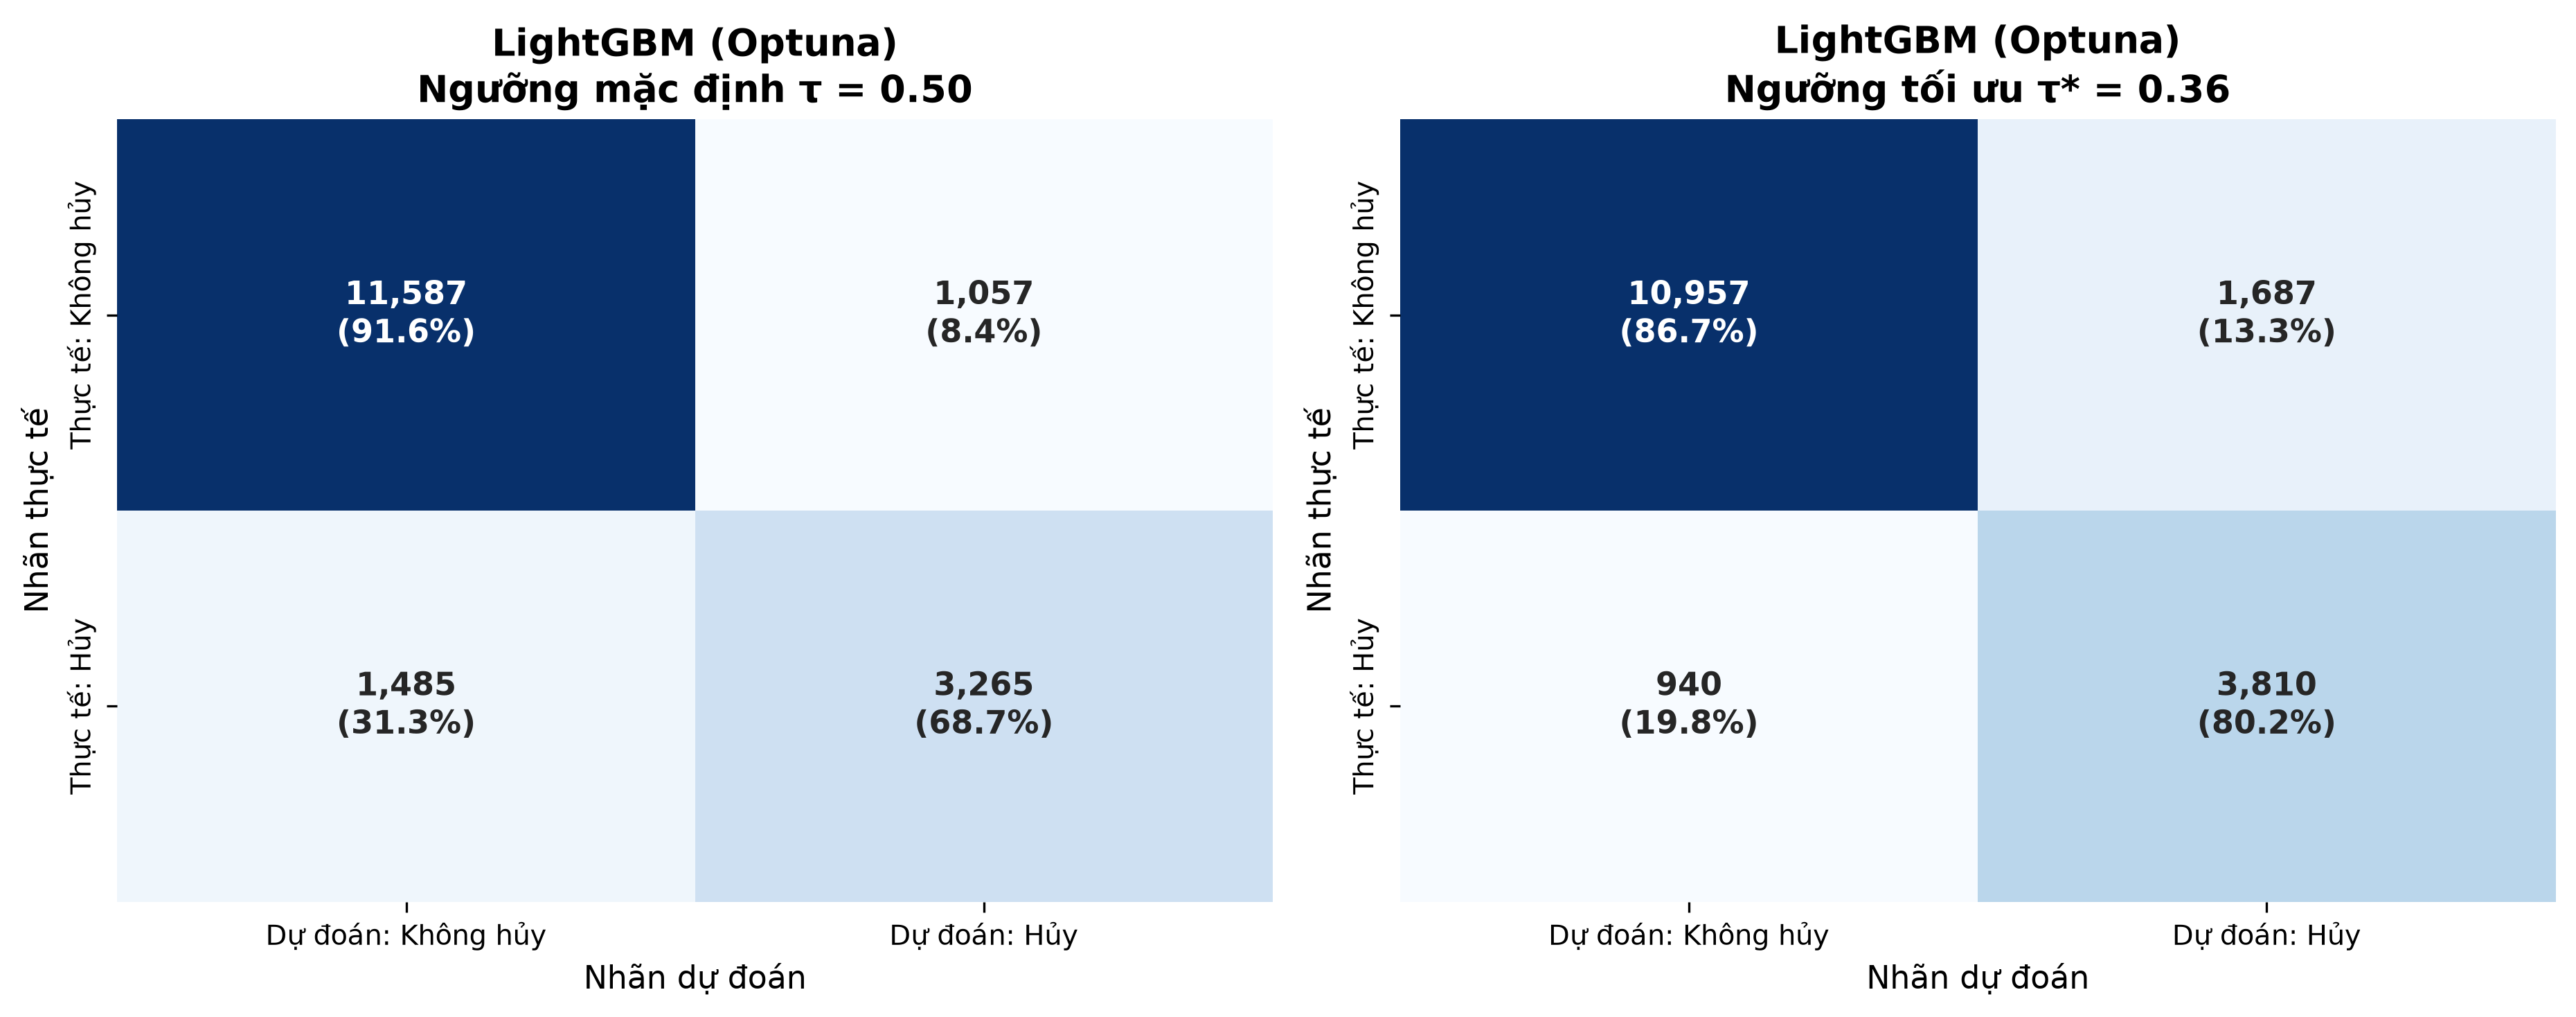 LightGBM (Optuna)
Ngưỡng mặc định τ = 0.50
Nhãn thực tế
Thực tế: Không hủy
11,587
(91.6%)
1,057
(8.4%)
Thực tế: Hủy
1,485
(31.3%)
3,265
(68.7%)
Dự đoán: Không hủy
Dự đoán: Hủy
Nhãn dự đoán
LightGBM (Optuna)
Ngưỡng tối ưu τ* = 0.36
Nhãn thực tế
Thực tế: Không hủy
10,957
(86.7%)
1,687
(13.3%)
Thực tế: Hủy
940
(19.8%)
3,810
(80.2%)
Dự đoán: Không hủy
Dự đoán: Hủy
Nhãn dự đoán